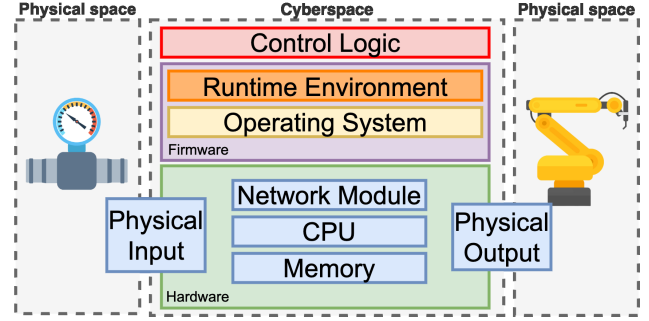 Physical space
Cyberspace
Physical space
Control Logic
Runtime Environment
Operating System
Firmware
Network Module
CPU
Memory
Physical
Input
Physical
Output
Hardware